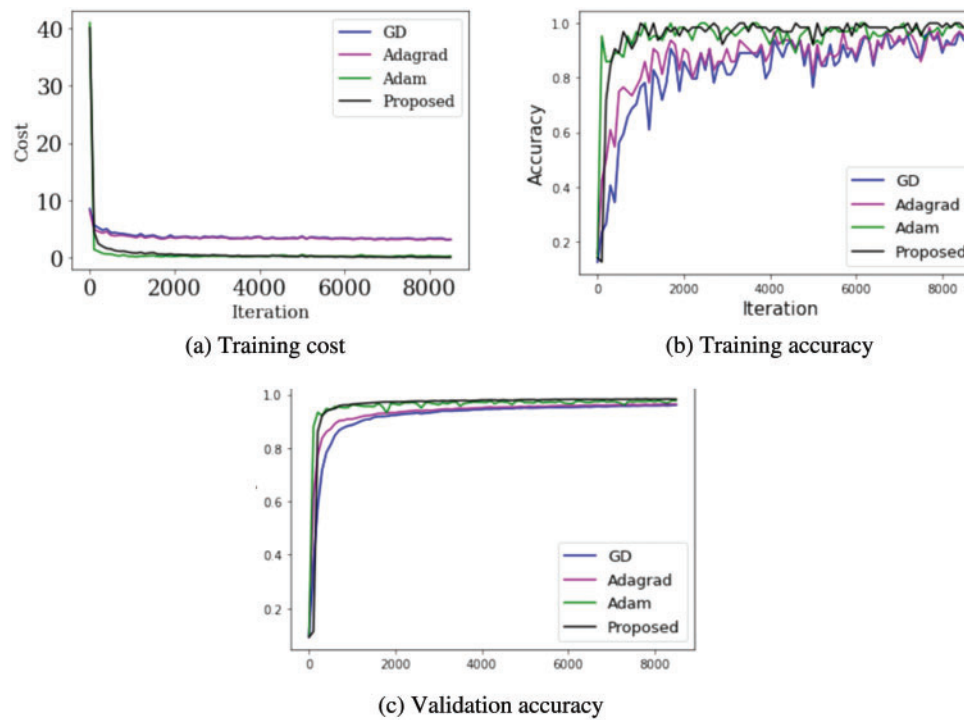 40
30
20
10
0
Cost
GD
Adagrad
Adam
Proposed
0 2000 4000 6000 8000
Iteration
(a) Training cost
1.0
0.8
0.6
0.4
0.2
Accuracy
GD
Adagrad
Adam
Proposed
0 2000 4000 6000 8000
Iteration
(b) Training accuracy
1.0
0.8
0.6
0.4
0.2
GD
Adagrad
Adam
Proposed
0 2000 4000 6000 8000
(c) Validation accuracy